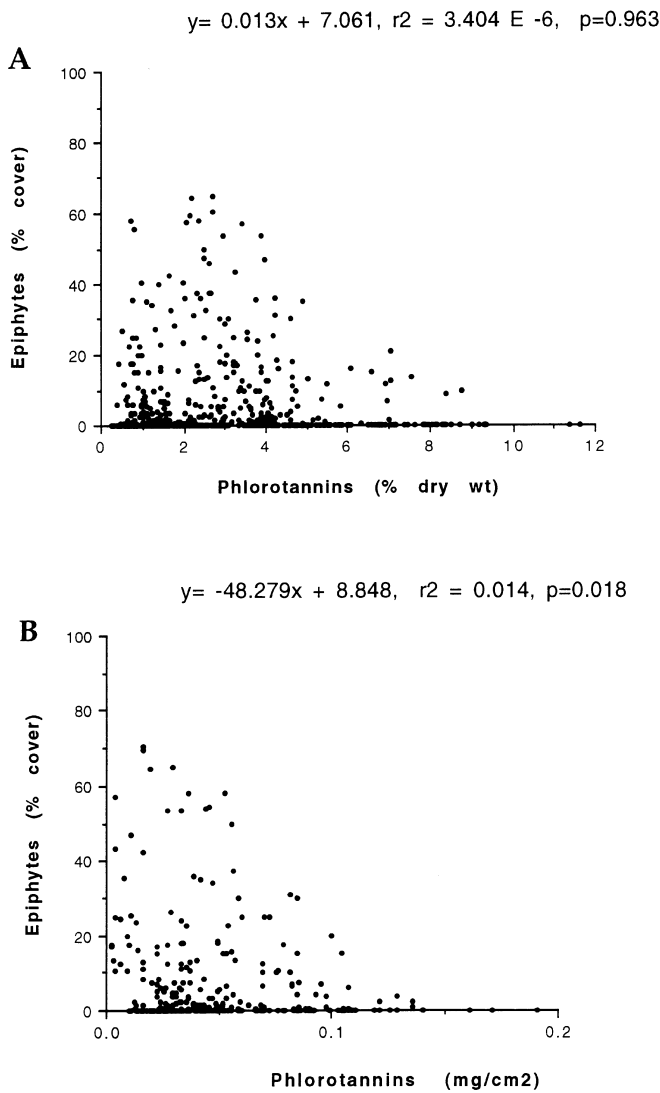 y= 0.013x + 7.061, r2 = 3.404 E -6, p=0.963
A
100
80
60
40
20
0
Epiphytes (% cover)
0 2 4 6 8 10 12
Phlorotannins (% dry wt)
y= -48.279x + 8.848, r2 = 0.014, p=0.018
B
100
80
60
40
20
0
Epiphytes (% cover)
0.0 0.1 0.2
Phlorotannins (mg/cm2)